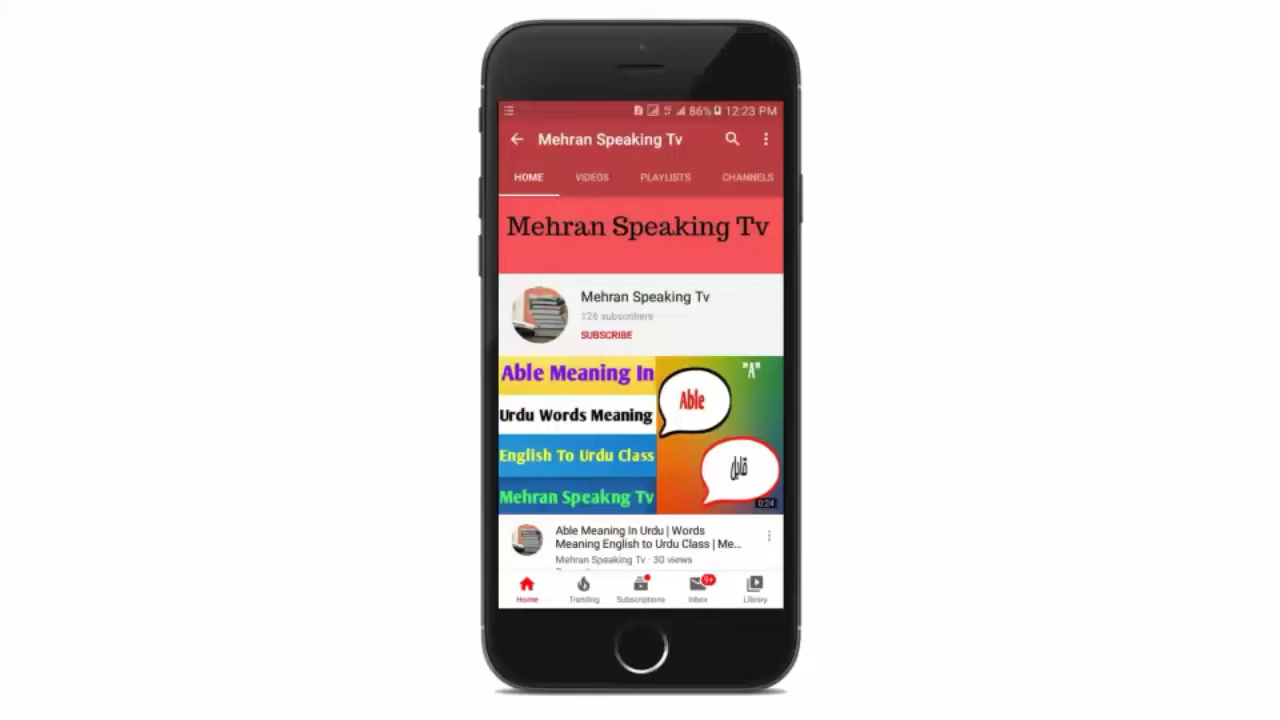 86% 12:23 PM
Mehran Speaking Tv
HOME VIDEOS PLAYLISTS CHANNELS
Mehran Speaking Tv
Mehran Speaking Tv
126 subscribers
SUBSCRIBE
Able Meaning In
Urdu Words Meaning
English To Urdu Class
Mehran Speakng Tv
"A"
Able
قابل
0:24
Able Meaning In Urdu | Words
Meaning English to Urdu Class | Me...
Mehran Speaking Tv · 30 views
Home Trending Subscriptions Inbox 9+ Library